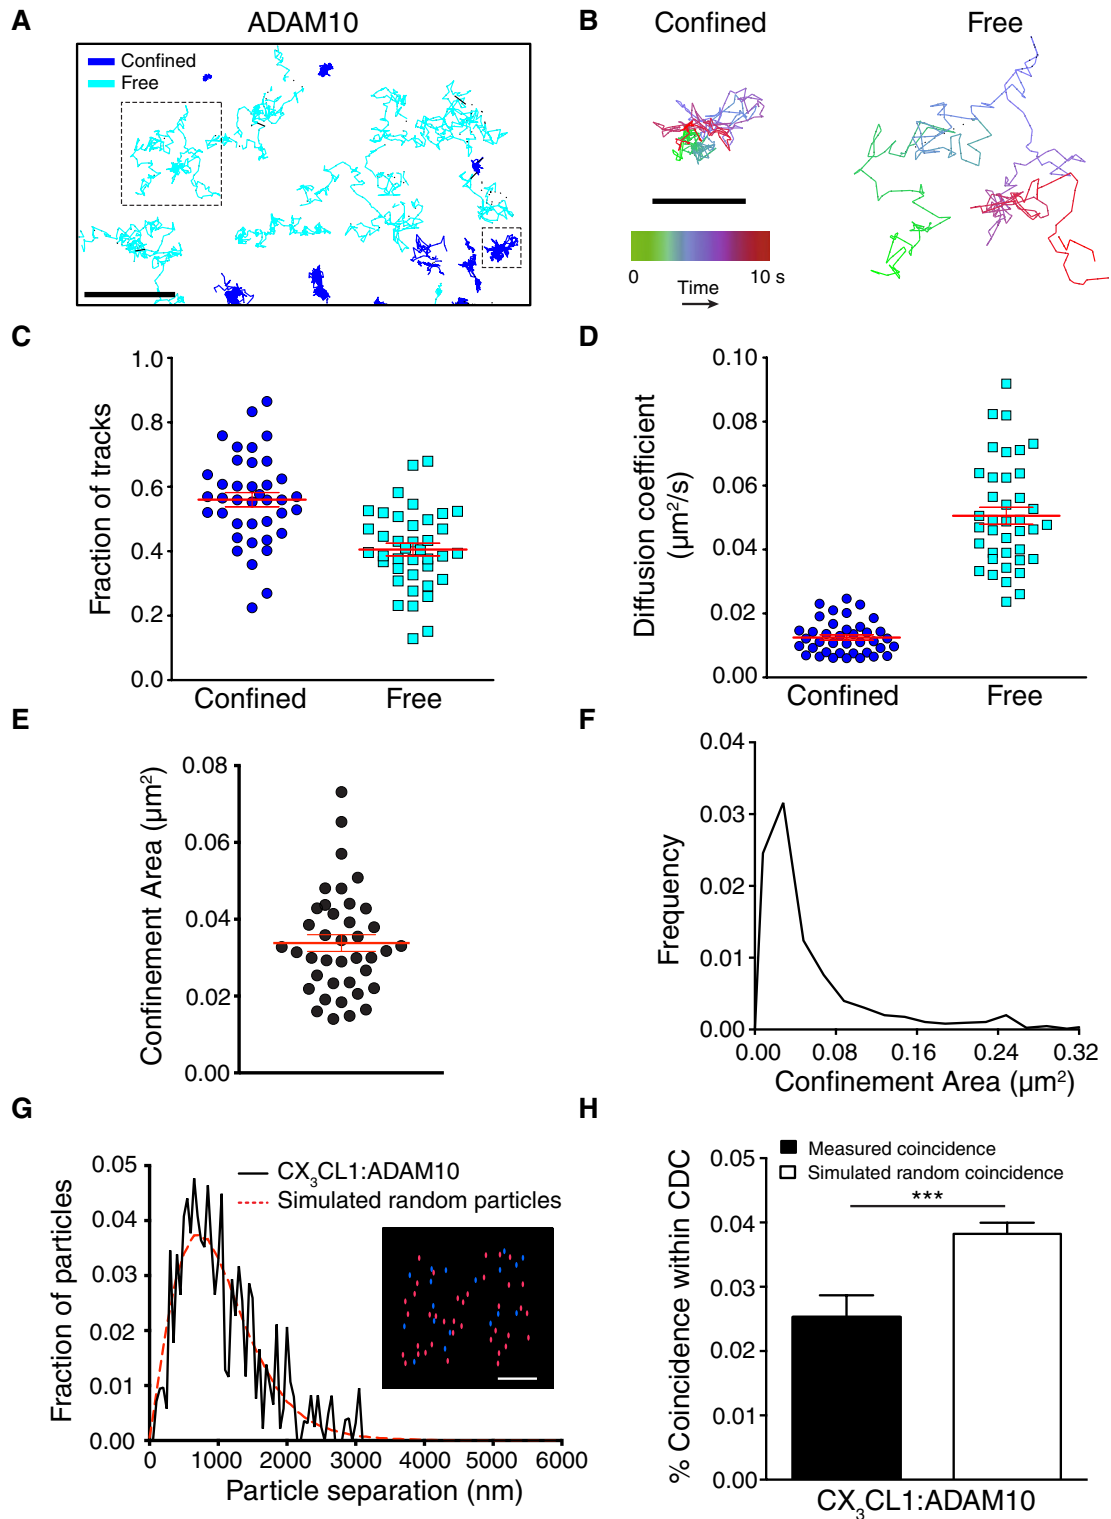 A
ADAM10
Confined
Free
B
Confined
Free
0
10 s
Time
C
Fraction of tracks
1.0
0.8
0.6
0.4
0.2
0.0
Confined
Free
D
Diffusion coefficient
(µm²/s)
0.10
0.08
0.06
0.04
0.02
0.00
Confined
Free
E
Confinement Area (µm²)
0.08
0.06
0.04
0.02
0.00
F
Frequency
0.04
0.03
0.02
0.01
0.00
0.00
0.08
0.16
0.24
0.32
Confinement Area (µm²)
G
Fraction of particles
0.05
0.04
0.03
0.02
0.01
0.00
CX₃CL1:ADAM10
Simulated random particles
0
1000
2000
3000
4000
5000
6000
Particle separation (nm)
H
% Coincidence within CDC
0.05
0.04
0.03
0.02
0.01
0.00
Measured coincidence
Simulated random coincidence
***
CX₃CL1:ADAM10